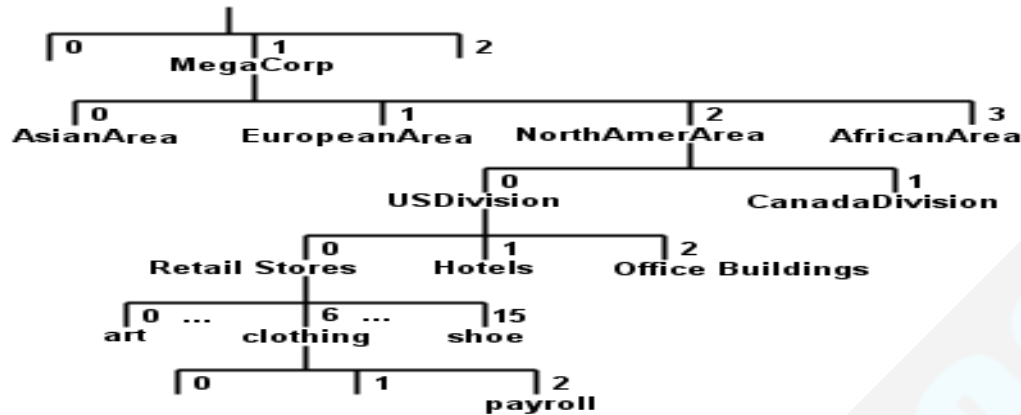 0 1 2
MegaCorp
0 1 2 3
AsianArea EuropeanArea NorthAmerArea AfricanArea
0 1
USDivision CanadaDivision
0 1 2
Retail Stores Hotels Office Buildings
0 ... 6 ... 15
art clothing shoe
0 1 2
payroll